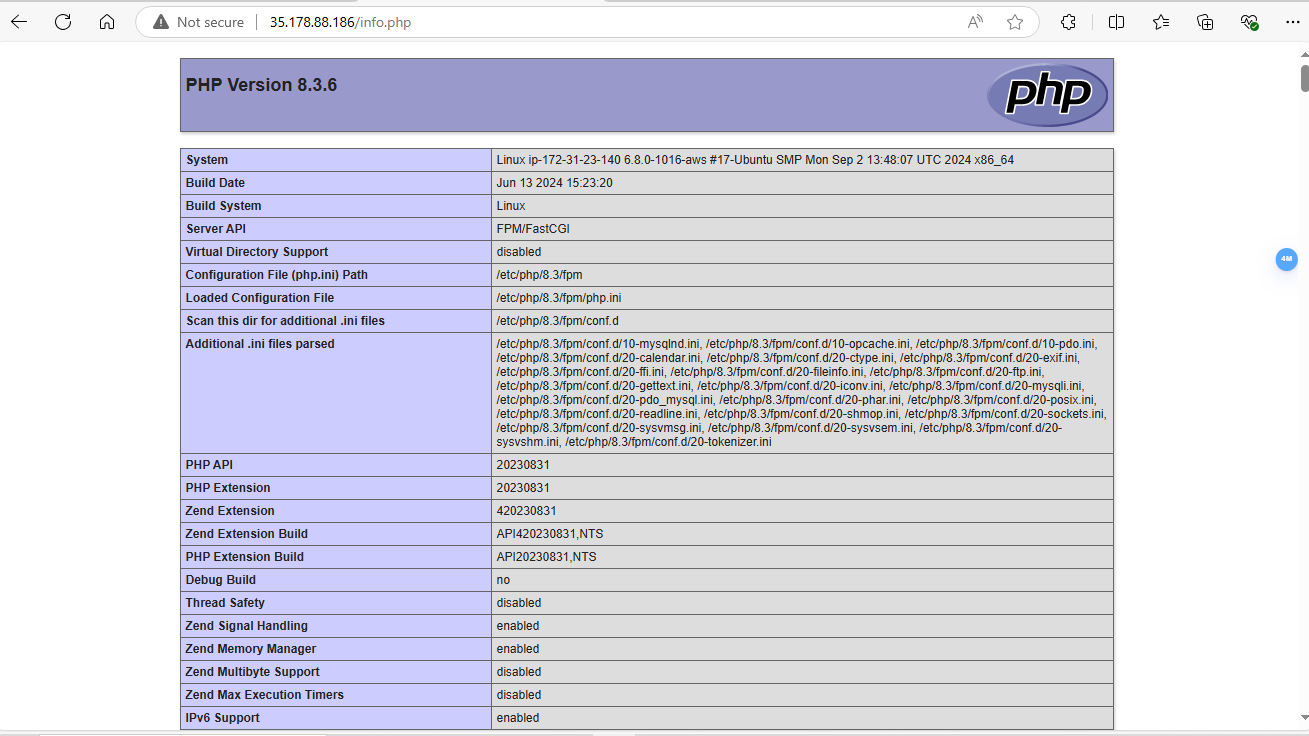 Not secure 35.178.88.186/info.php
PHP Version 8.3.6
php
System Linux ip-172-31-23-140 6.8.0-1016-aws #17-Ubuntu SMP Mon Sep 2 13:48:07 UTC 2024 x86_64
Build Date Jun 13 2024 15:23:20
Build System Linux
Server API FPM/FastCGI
Virtual Directory Support disabled
4M
Configuration File (php.ini) Path /etc/php/8.3/fpm
Loaded Configuration File /etc/php/8.3/fpm/php.ini
Scan this dir for additional .ini files /etc/php/8.3/fpm/conf.d
Additional .ini files parsed /etc/php/8.3/fpm/conf.d/10-mysqlnd.ini, /etc/php/8.3/fpm/conf.d/10-opcache.ini, /etc/php/8.3/fpm/conf.d/10-pdo.ini,
/etc/php/8.3/fpm/conf.d/20-calendar.ini, /etc/php/8.3/fpm/conf.d/20-ctype.ini, /etc/php/8.3/fpm/conf.d/20-exif.ini,
/etc/php/8.3/fpm/conf.d/20-ffi.ini, /etc/php/8.3/fpm/conf.d/20-fileinfo.ini, /etc/php/8.3/fpm/conf.d/20-ftp.ini,
/etc/php/8.3/fpm/conf.d/20-gettext.ini, /etc/php/8.3/fpm/conf.d/20-iconv.ini, /etc/php/8.3/fpm/conf.d/20-mysqli.ini,
/etc/php/8.3/fpm/conf.d/20-pdo_mysql.ini, /etc/php/8.3/fpm/conf.d/20-phar.ini, /etc/php/8.3/fpm/conf.d/20-posix.ini,
/etc/php/8.3/fpm/conf.d/20-readline.ini, /etc/php/8.3/fpm/conf.d/20-shmop.ini, /etc/php/8.3/fpm/conf.d/20-sockets.ini,
/etc/php/8.3/fpm/conf.d/20-sysvmsg.ini, /etc/php/8.3/fpm/conf.d/20-sysvsem.ini, /etc/php/8.3/fpm/conf.d/20-
sysvshm.ini, /etc/php/8.3/fpm/conf.d/20-tokenizer.ini
PHP API 20230831
PHP Extension 20230831
Zend Extension 420230831
Zend Extension Build API420230831,NTS
PHP Extension Build API20230831,NTS
Debug Build no
Thread Safety disabled
Zend Signal Handling enabled
Zend Memory Manager enabled
Zend Multibyte Support disabled
Zend Max Execution Timers disabled
IPv6 Support enabled